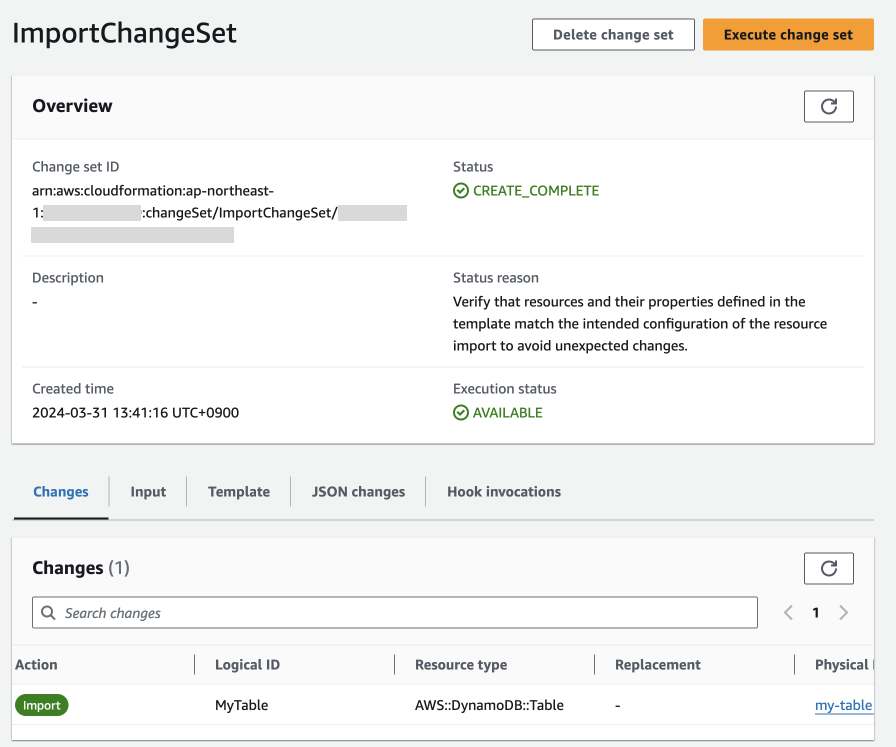 ImportChangeSet
Delete change set
Execute change set
Overview
Change set ID
arn:aws:cloudformation:ap-northeast-
1: :changeSet/ImportChangeSet/
Status
CREATE_COMPLETE
Description
-
Status reason
Verify that resources and their properties defined in the
template match the intended configuration of the resource
import to avoid unexpected changes.
Created time
2024-03-31 13:41:16 UTC+0900
Execution status
AVAILABLE
Changes Input Template JSON changes Hook invocations
Changes (1)
Search changes
1
Action Logical ID Resource type Replacement Physical
Import MyTable AWS::DynamoDB::Table - my-table